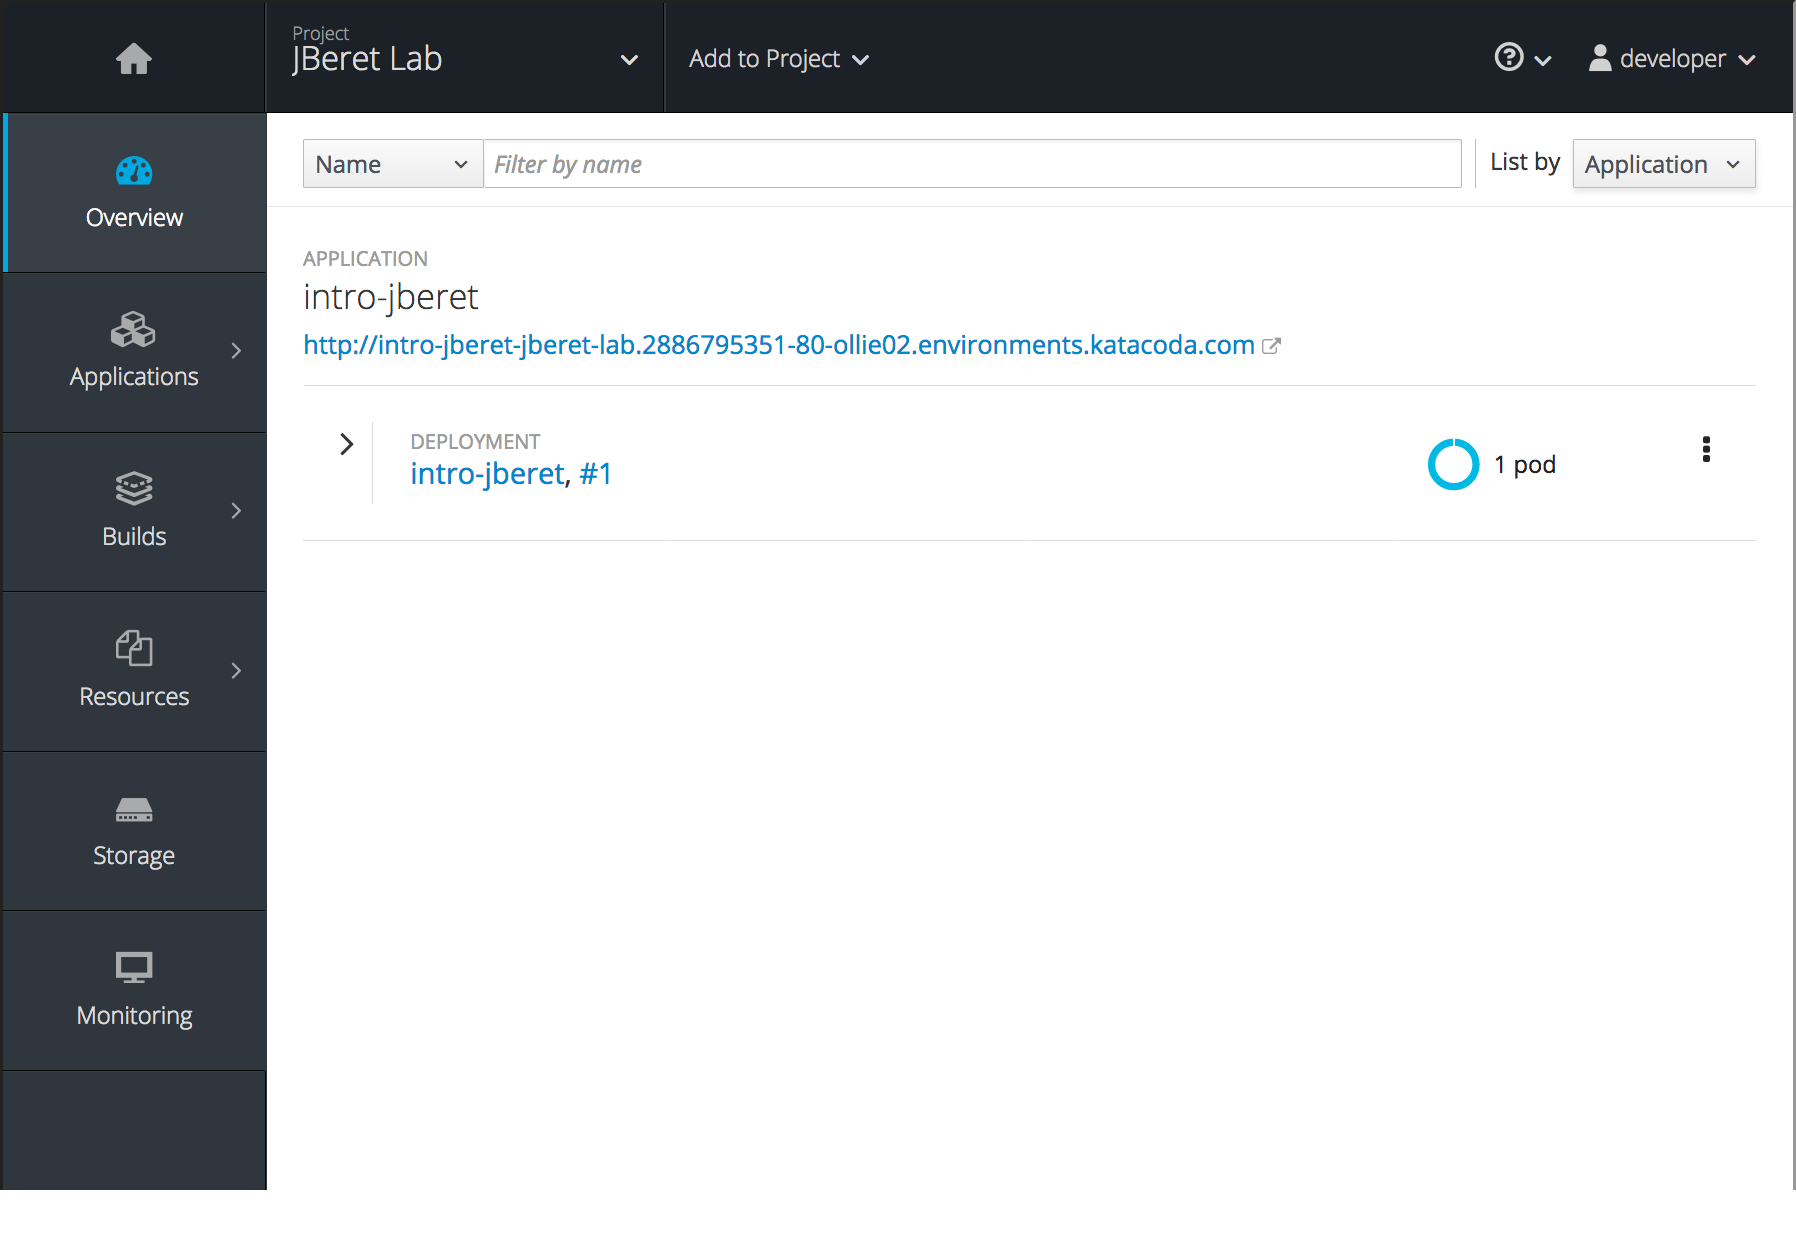 Project
JBeret Lab
Add to Project
developer
Overview
Applications
Builds
Resources
Storage
Monitoring
Name
Filter by name
List by
Application
APPLICATION
intro-jberet
http://intro-jberet-jberet-lab.2886795351-80-ollie02.environments.katacoda.com
DEPLOYMENT
intro-jberet, #1
1 pod